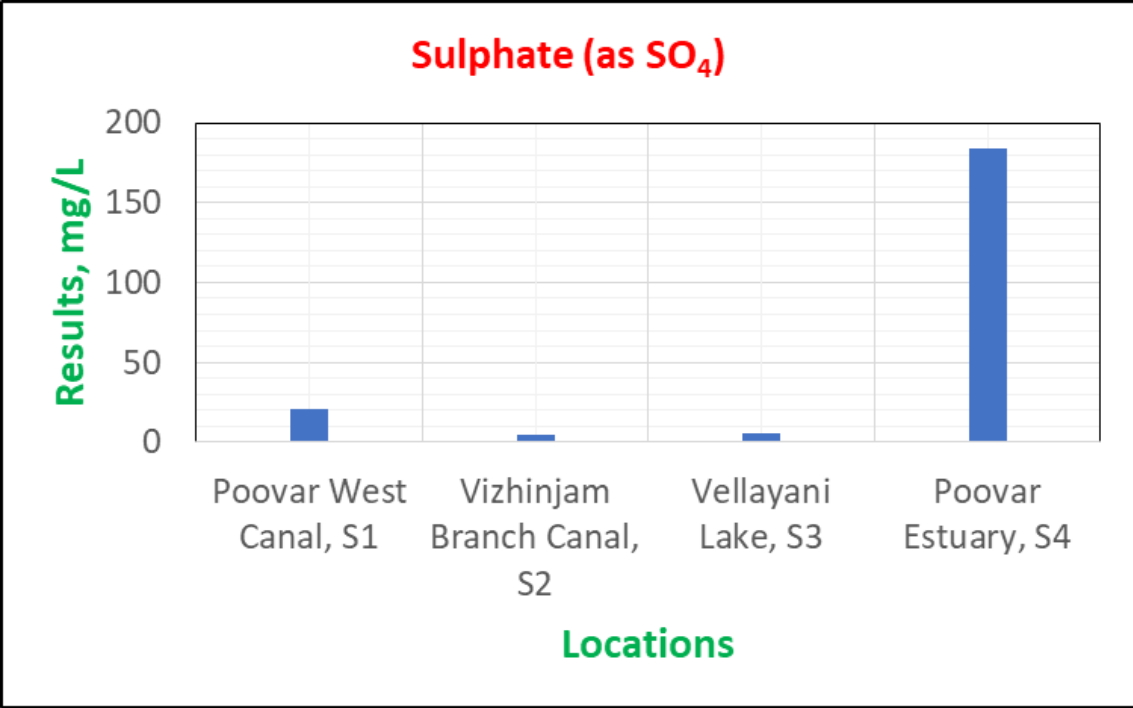 Sulphate (as SO₄)
Results, mg/L
200
150
100
50
0
Poovar West
Canal, S1
Vizhinjam
Branch Canal,
S2
Vellayani
Lake, S3
Poovar
Estuary, S4
Locations